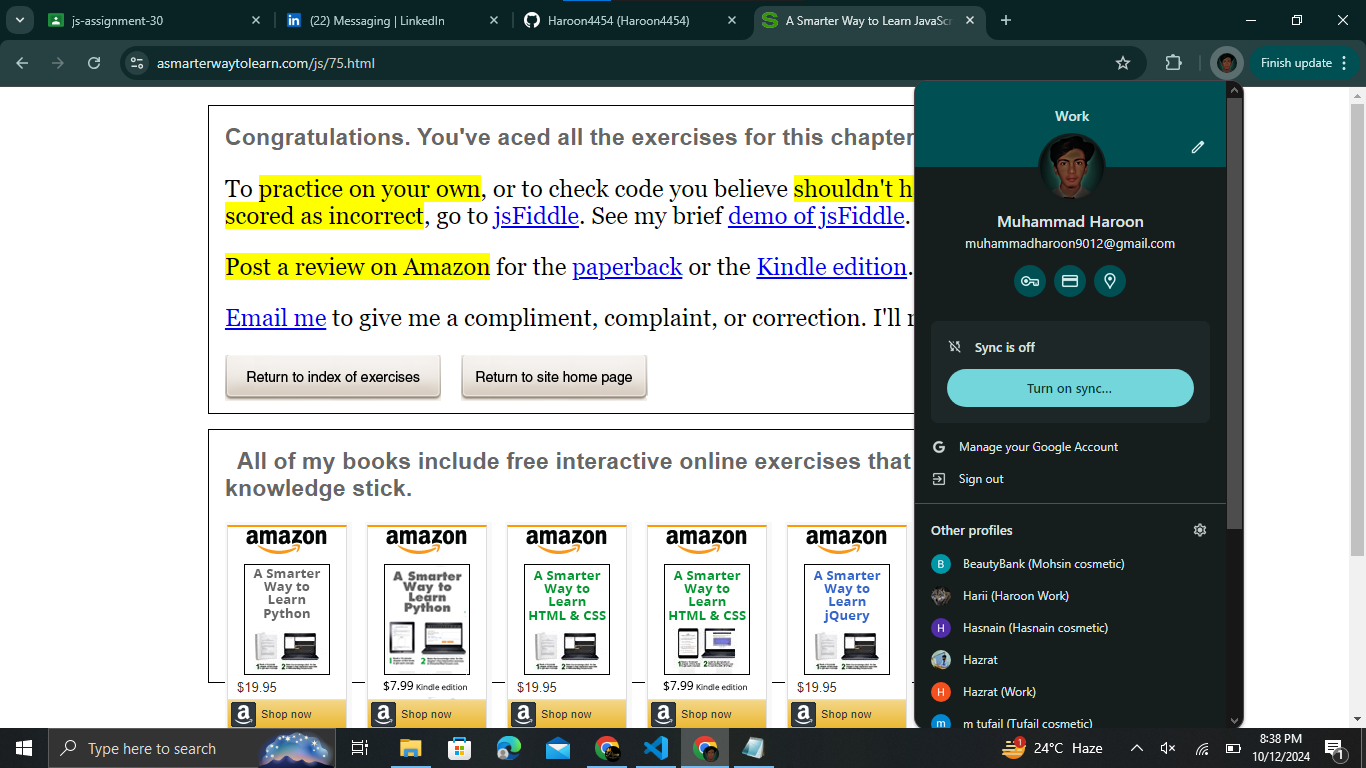 js-assignment-30
(22) Messaging | LinkedIn
Haroon4454 (Haroon4454)
A Smarter Way to Learn JavaScr
asmarterwaytolearn.com/js/75.html
Finish update
Congratulations. You've aced all the exercises for this chapter
To practice on your own, or to check code you believe shouldn't h
scored as incorrect, go to jsFiddle. See my brief demo of jsFiddle.
Post a review on Amazon for the paperback or the Kindle edition.
Email me to give me a compliment, complaint, or correction. I'll
Return to index of exercises
Return to site home page
All of my books include free interactive online exercises that
knowledge stick.
amazon
A Smarter
Way to
Learn
Python
$19.95
Shop now
amazon
A Smarter
Way to
Learn
Python
$7.99 Kindle edition
Shop now
amazon
A Smarter
Way to
Learn
HTML & CSS
$19.95
Shop now
amazon
A Smarter
Way to
Learn
HTML & CSS
$7.99 Kindle edition
Shop now
amazon
A Smarter
Way to
Learn
jQuery
$19.95
Shop now
Work
Muhammad Haroon
muhammadharoon9012@gmail.com
Sync is off
Turn on sync...
Manage your Google Account
Sign out
Other profiles
B BeautyBank (Mohsin cosmetic)
Harii (Haroon Work)
H Hasnain (Hasnain cosmetic)
Hazrat
H Hazrat (Work)
m m tufail (Tufail cosmetic)
Type here to search
1
24°C Haze
8:38 PM
10/12/2024
1